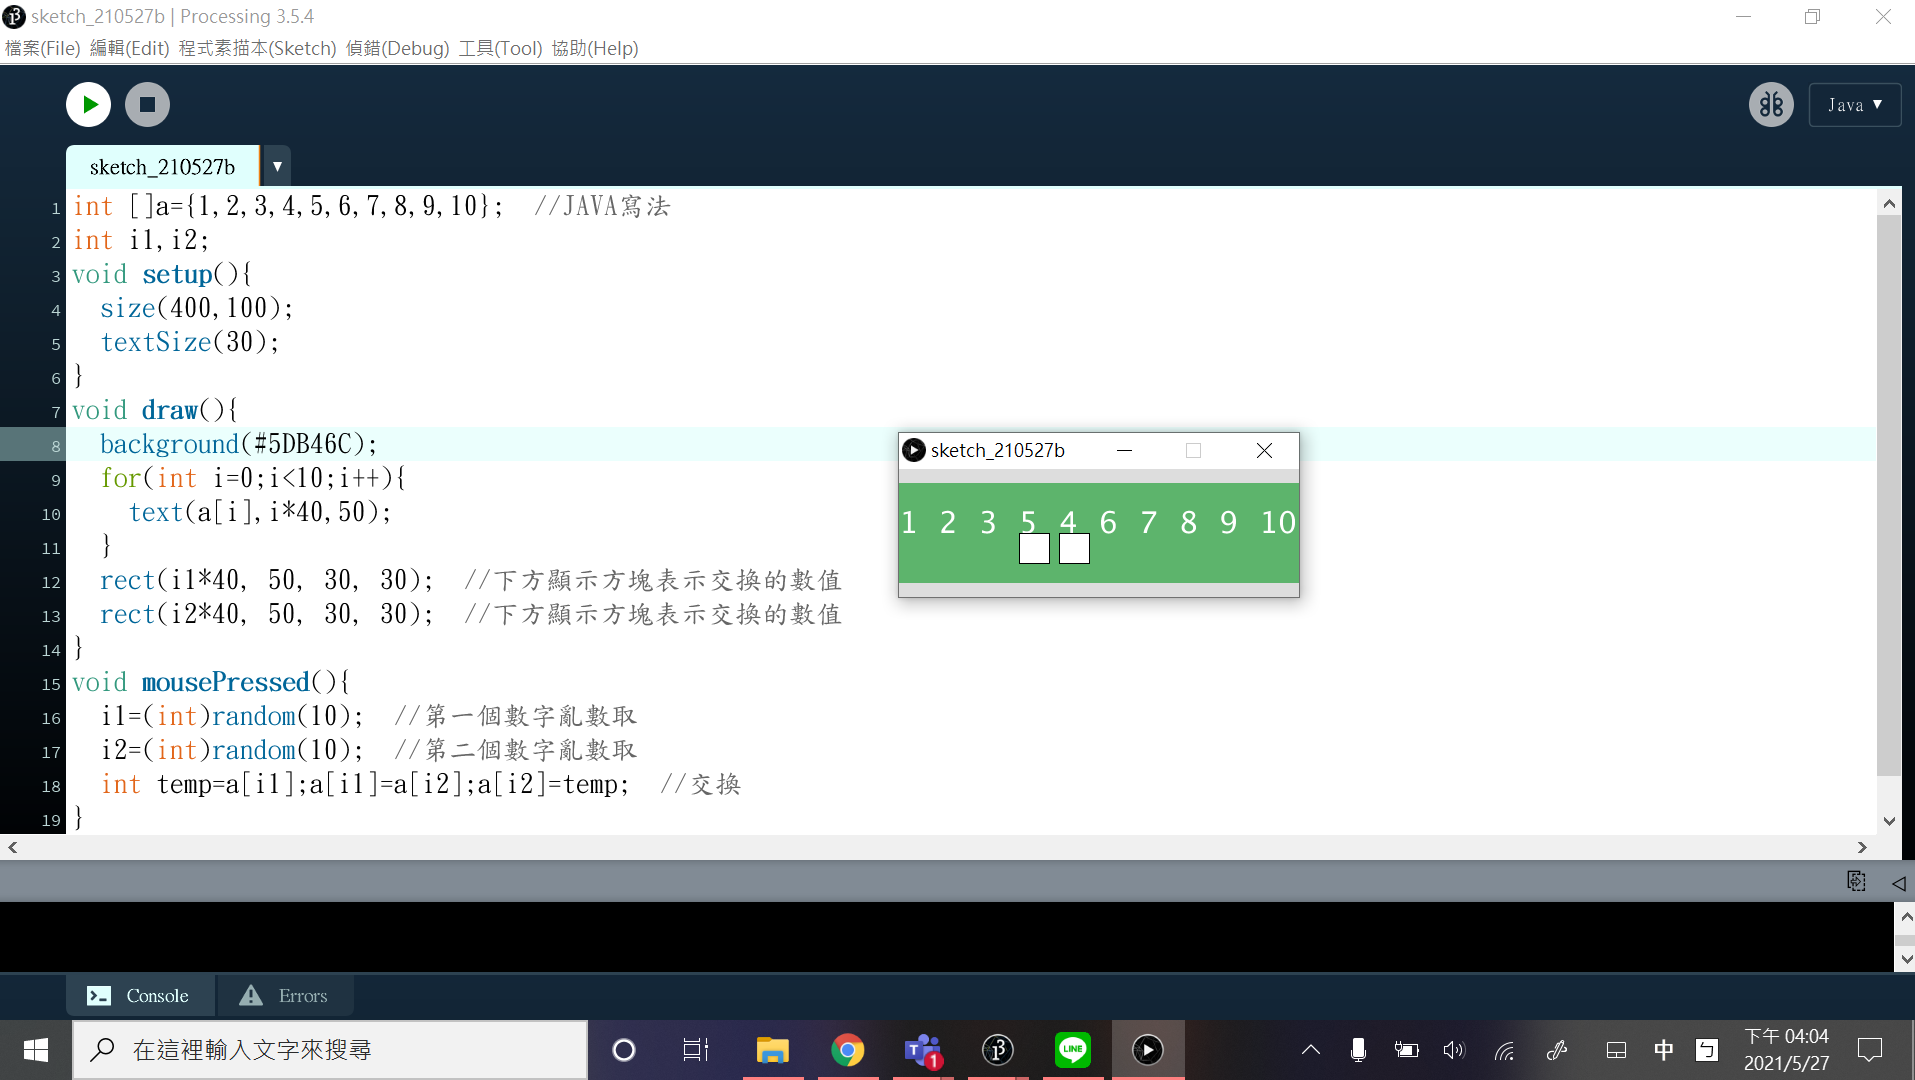 sketch_210527b | Processing 3.5.4
檔案(File) 編輯(Edit) 程式素描本(Sketch) 偵錯(Debug) 工具(Tool) 協助(Help)
Java ▼
sketch_210527b ▼
1 int []a={1,2,3,4,5,6,7,8,9,10};  //JAVA寫法
2 int i1,i2;
3 void setup(){
4   size(400,100);
5   textSize(30);
6 }
7 void draw(){
8   background(#5DB46C);
9   for(int i=0;i<10;i++){
10     text(a[i],i*40,50);
11   }
12   rect(i1*40, 50, 30, 30);  //下方顯示方塊表示交換的數值
13   rect(i2*40, 50, 30, 30);  //下方顯示方塊表示交換的數值
14 }
15 void mousePressed(){
16   i1=(int)random(10);  //第一個數字亂數取
17   i2=(int)random(10);  //第二個數字亂數取
18   int temp=a[i1];a[i1]=a[i2];a[i2]=temp;  //交換
19 }
sketch_210527b
1 2 3 5 4 6 7 8 9 10
Console Errors
在這裡輸入文字來搜尋
1
LINE
中
ㄅ
下午 04:04
2021/5/27